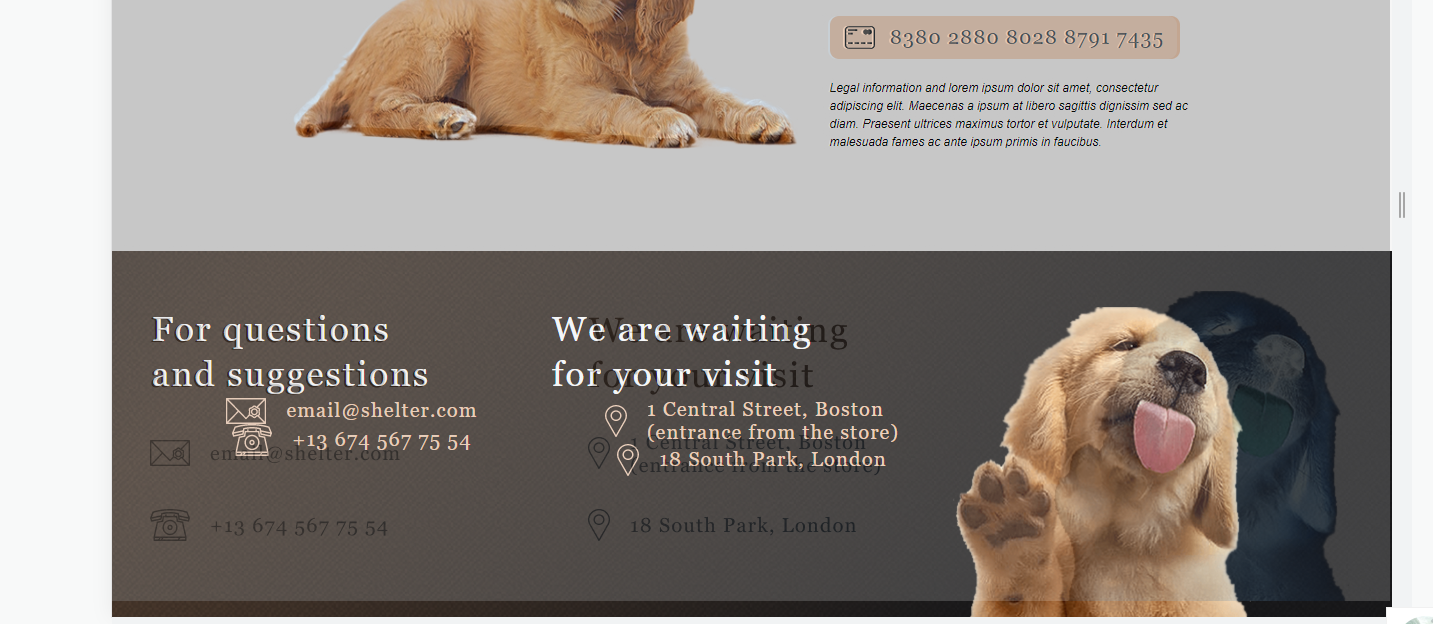 8380 2880 8028 8791 7435
Legal information and lorem ipsum dolor sit amet, consectetur
adipiscing elit. Maecenas a ipsum at libero sagittis dignissim sed ac
diam. Praesent ultrices maximus tortor et vulputate. Interdum et
malesuada fames ac ante ipsum primis in faucibus.
For questions
and suggestions
email@shelter.com
+13 674 567 75 54
email@shelter.com
+13 674 567 75 54
We are waiting
for your visit
We are waiting
for your visit
1 Central Street, Boston
(entrance from the store)
18 South Park, London
1 Central Street, Boston
(entrance from the store)
18 South Park, London